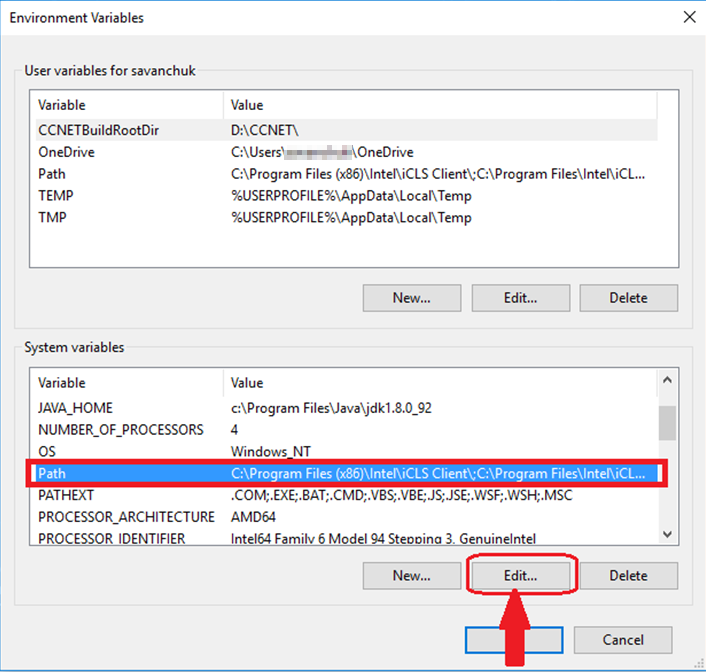 Environment Variables
User variables for savanchuk
Variable Value
CCNETBuildRootDir D:\CCNET\
OneDrive C:\Users\ \OneDrive
Path C:\Program Files (x86)\Intel\iCLS Client\;C:\Program Files\Intel\iCL...
TEMP %USERPROFILE%\AppData\Local\Temp
TMP %USERPROFILE%\AppData\Local\Temp
New... Edit... Delete
System variables
Variable Value
JAVA_HOME c:\Program Files\Java\jdk1.8.0_92
NUMBER_OF_PROCESSORS 4
OS Windows_NT
Path C:\Program Files (x86)\Intel\iCLS Client\;C:\Program Files\Intel\iCL...
PATHEXT .COM;.EXE;.BAT;.CMD;.VBS;.VBE;.JS;.JSE;.WSF;.WSH;.MSC
PROCESSOR_ARCHITECTURE AMD64
PROCESSOR_IDENTIFIER Intel64 Family 6 Model 94 Stepping 3, GenuineIntel
New... Edit... Delete
Cancel